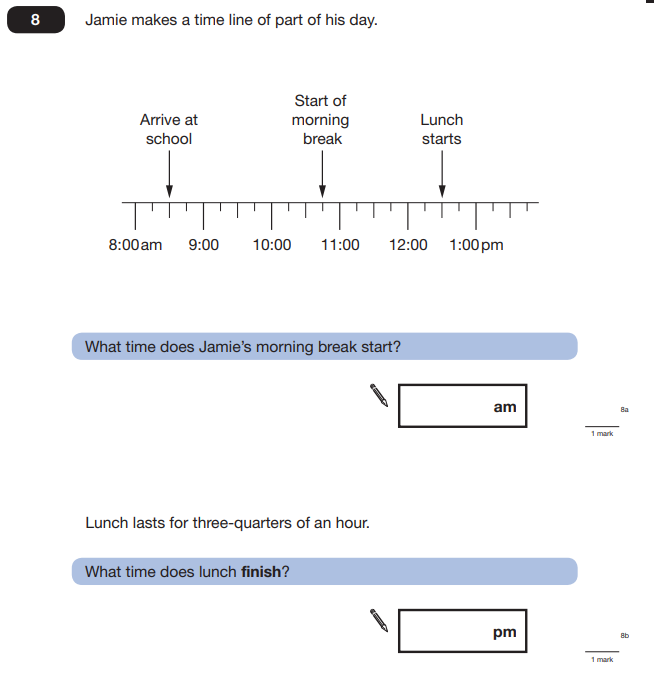 8
Jamie makes a time line of part of his day.
Arrive at
school
Start of
morning
break
Lunch
starts
8:00am 9:00 10:00 11:00 12:00 1:00pm
What time does Jamie's morning break start?
am
8a
1 mark
Lunch lasts for three-quarters of an hour.
What time does lunch finish?
pm
8b
1 mark